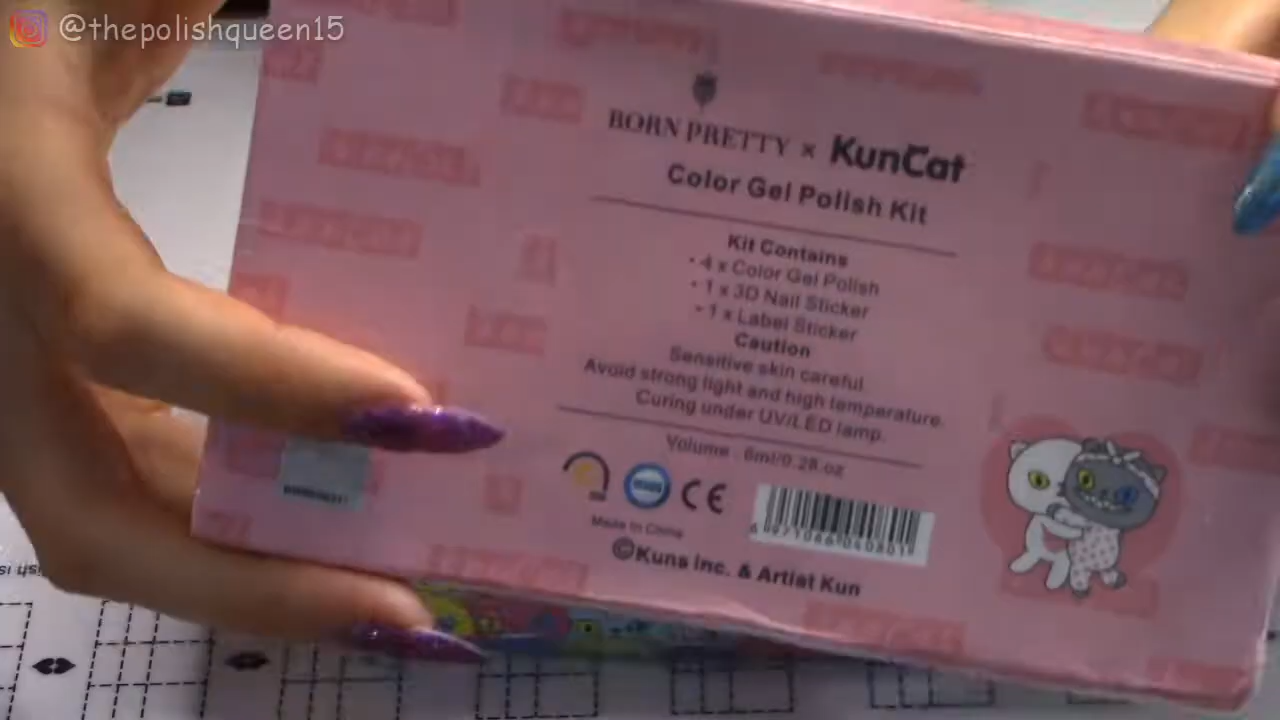 @thepolishqueen15
BORN PRETTY × KunCat
Color Gel Polish Kit
Kit Contains
• 4 x Color Gel Polish
• 1 x 3D Nail Sticker
• 1 x Label Sticker
Caution
Sensitive skin careful.
Avoid strong light and high temperature.
Curing under UV/LED lamp.
Volume : 8ml/0.28 oz
Made In China
©Kuns Inc. & Artist Kun